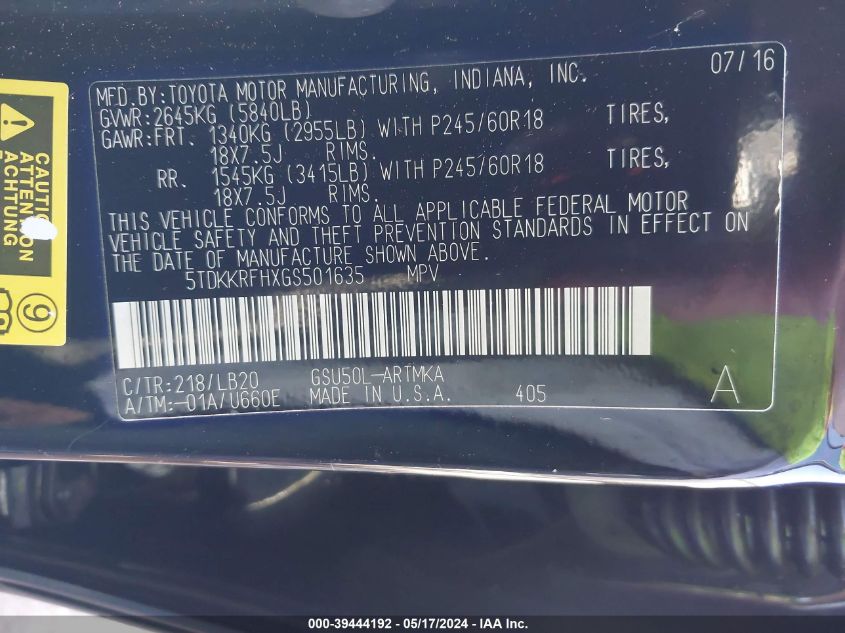 07/16
MFD.BY:TOYOTA MOTOR MANUFACTURING, INDIANA, INC.
GVWR:2645KG (5840LB)
GAWR:FRT. 1340KG (2955LB) WITH P245/60R18 TIRES,
18X7.5J RIMS.
RR. 1545KG (3415LB) WITH P245/60R18 TIRES,
18X7.5J RIMS.
THIS VEHICLE CONFORMS TO ALL APPLICABLE FEDERAL MOTOR
VEHICLE SAFETY AND THEFT PREVENTION STANDARDS IN EFFECT ON
THE DATE OF MANUFACTURE SHOWN ABOVE.
5TDKKRFHXGS501635 MPV
C/TR:218/LB20 GSU50L-ARTMKA
A/TM:-01A/U660E MADE IN U.S.A. 405 A
CAUTION
ATTENTION
ACHTUNG
9
000-39444192 - 05/17/2024 - IAA Inc.